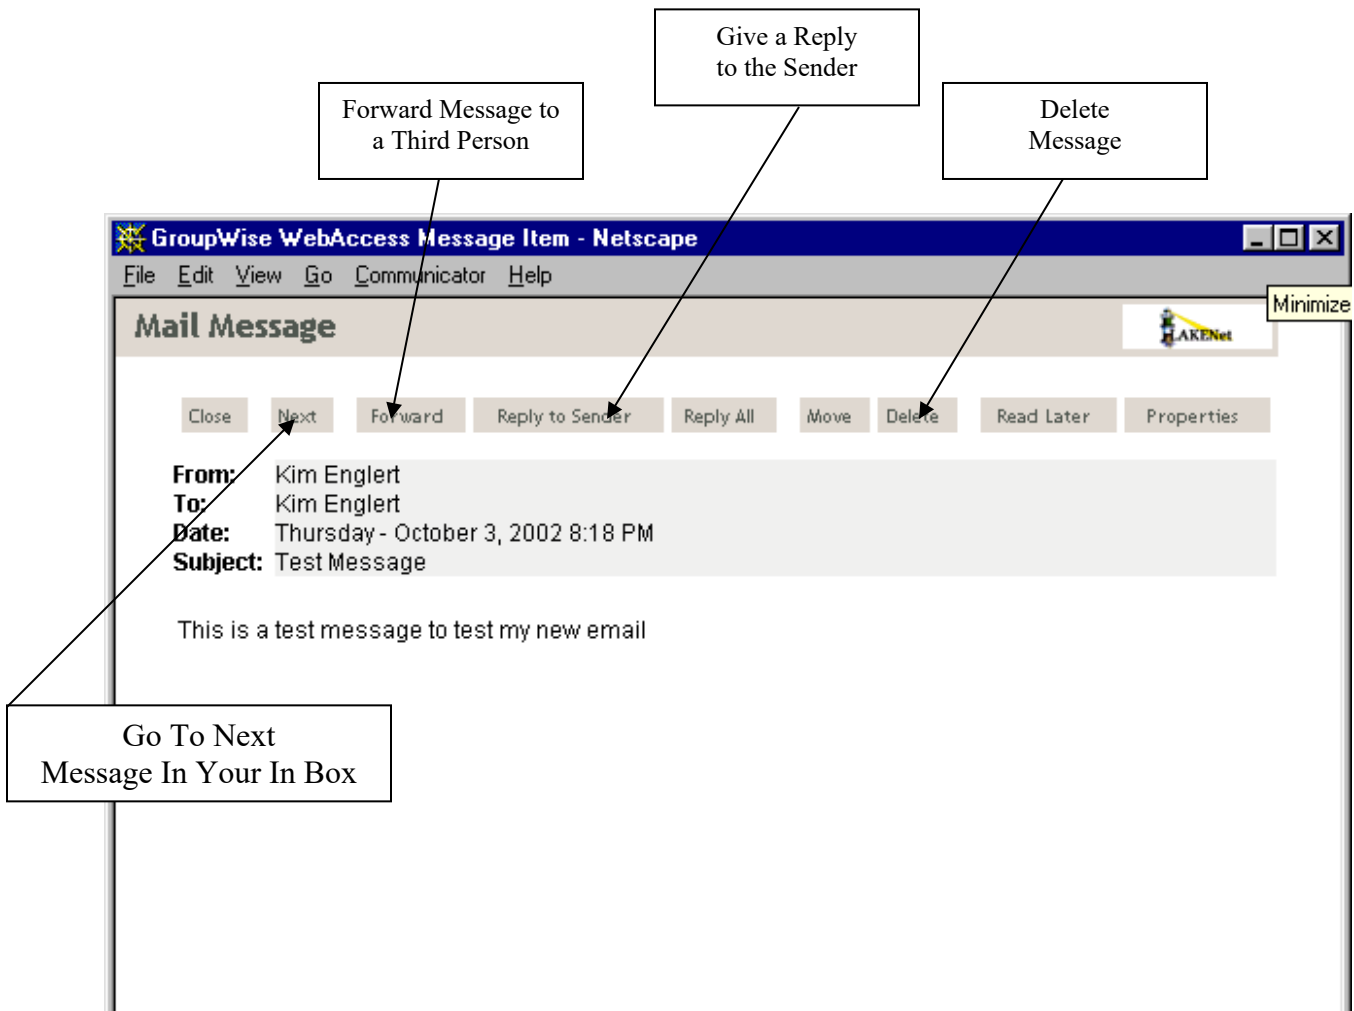 Give a Reply
to the Sender
Forward Message to
a Third Person
Delete
Message
GroupWise WebAccess Message Item - Netscape
File Edit View Go Communicator Help
Minimize
Mail Message
LAKENet
Close Next Forward Reply to Sender Reply All Move Delete Read Later Properties
From: Kim Englert
To: Kim Englert
Date: Thursday - October 3, 2002 8:18 PM
Subject: Test Message
This is a test message to test my new email
Go To Next
Message In Your In Box